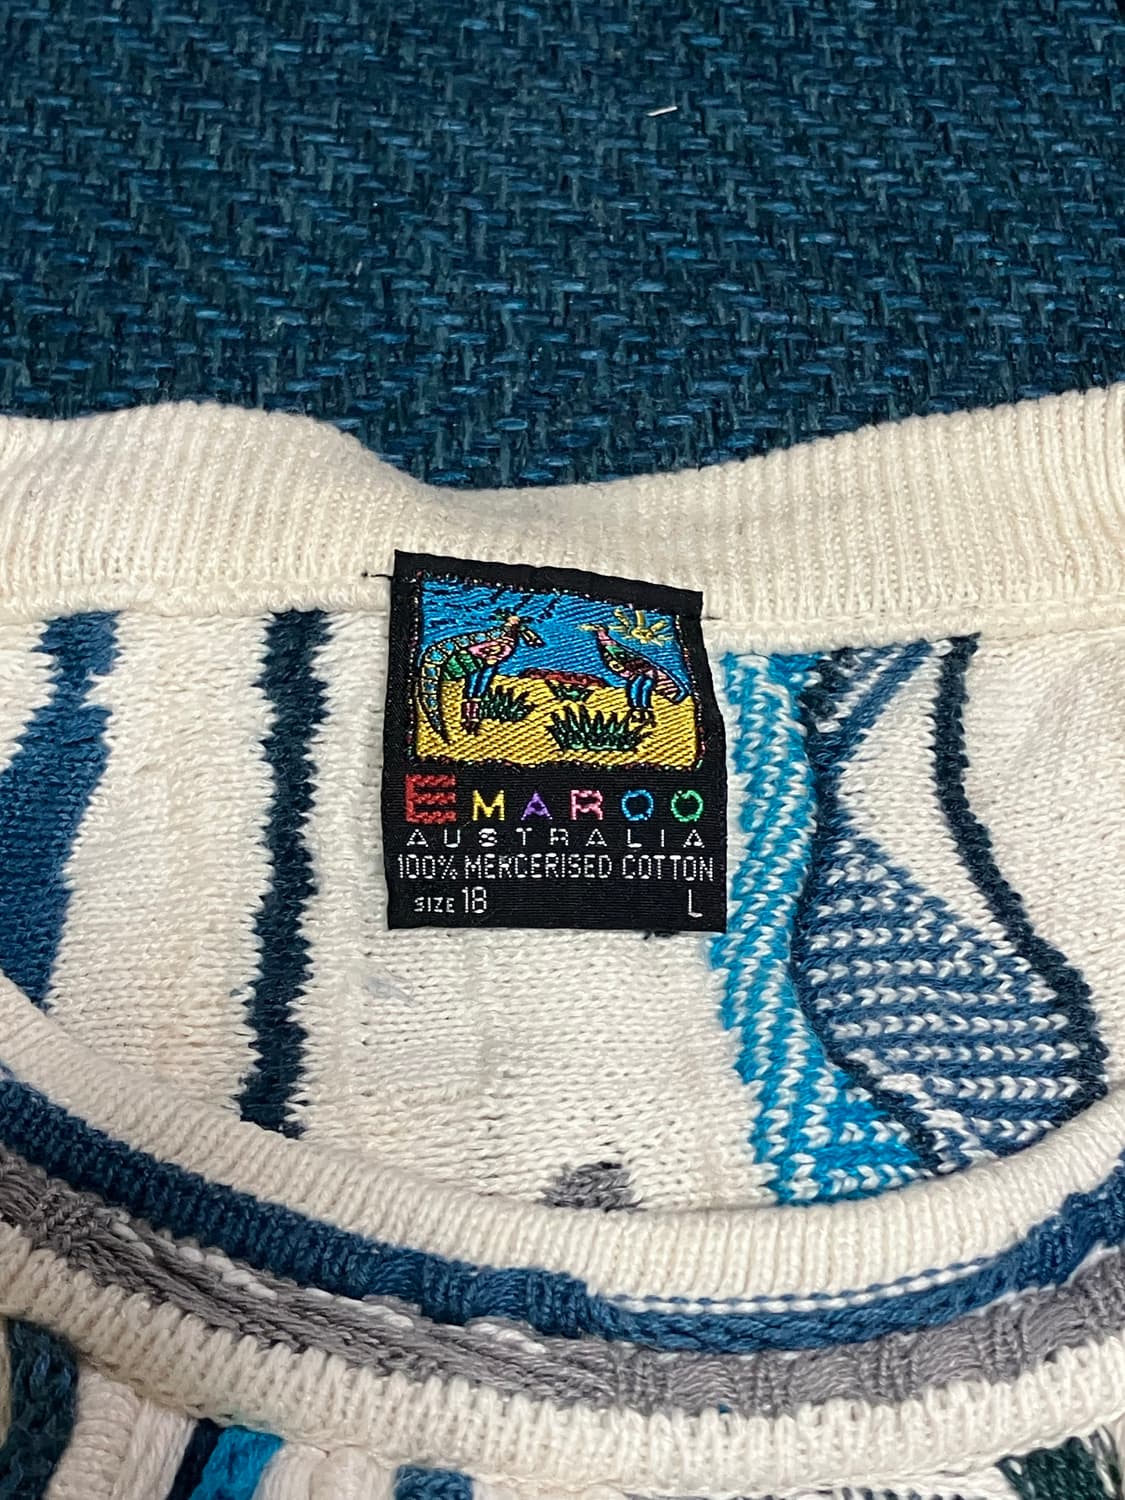 EMAROO
AUSTRALIA
100% MERCERISED COTTON
SIZE 18 L